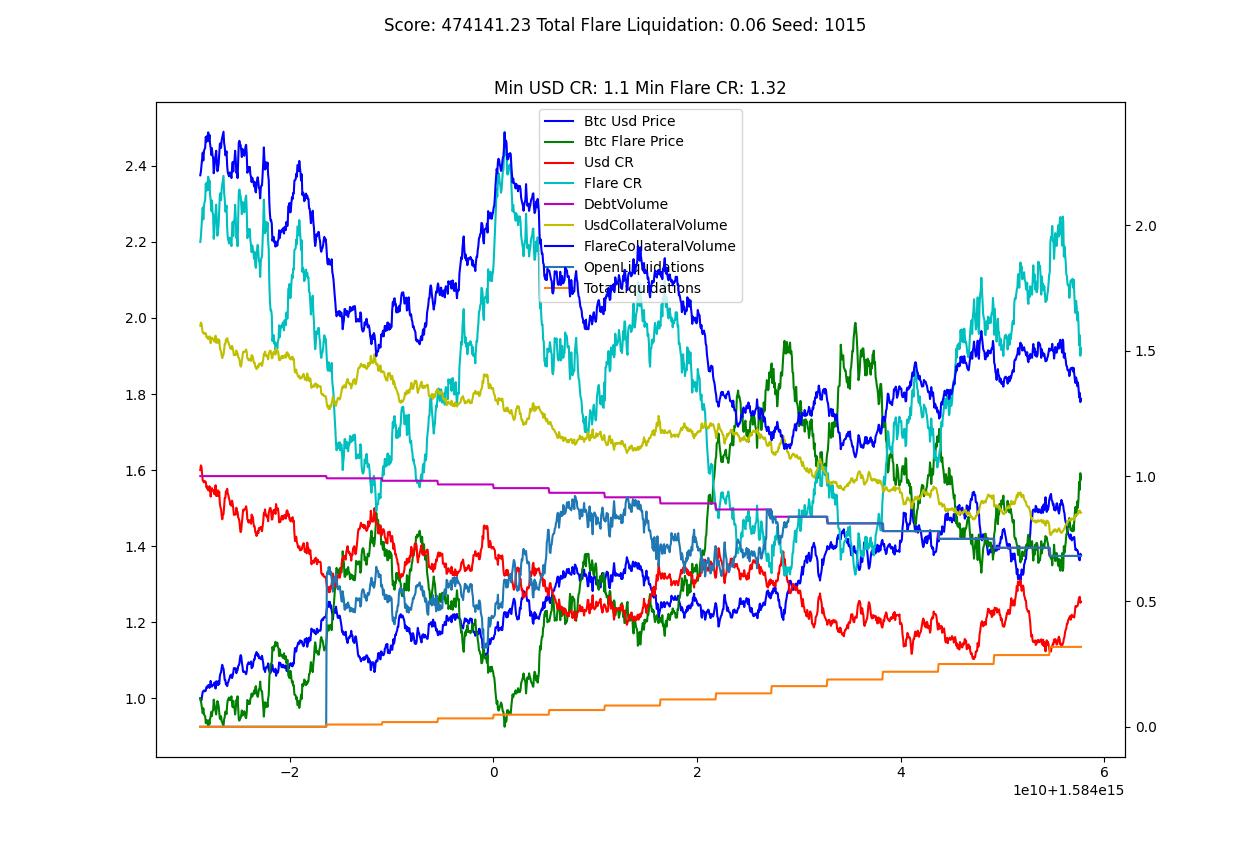 Score: 474141.23 Total Flare Liquidation: 0.06 Seed: 1015
Min USD CR: 1.1 Min Flare CR: 1.32
Btc Usd Price
Btc Flare Price
Usd CR
Flare CR
DebtVolume
UsdCollateralVolume
FlareCollateralVolume
OpenLiquidations
TotalLiquidations
2.4
2.2
2.0
1.8
1.6
1.4
1.2
1.0
2.0
1.5
1.0
0.5
0.0
−2
0
2
4
6
1e10+1.584e15